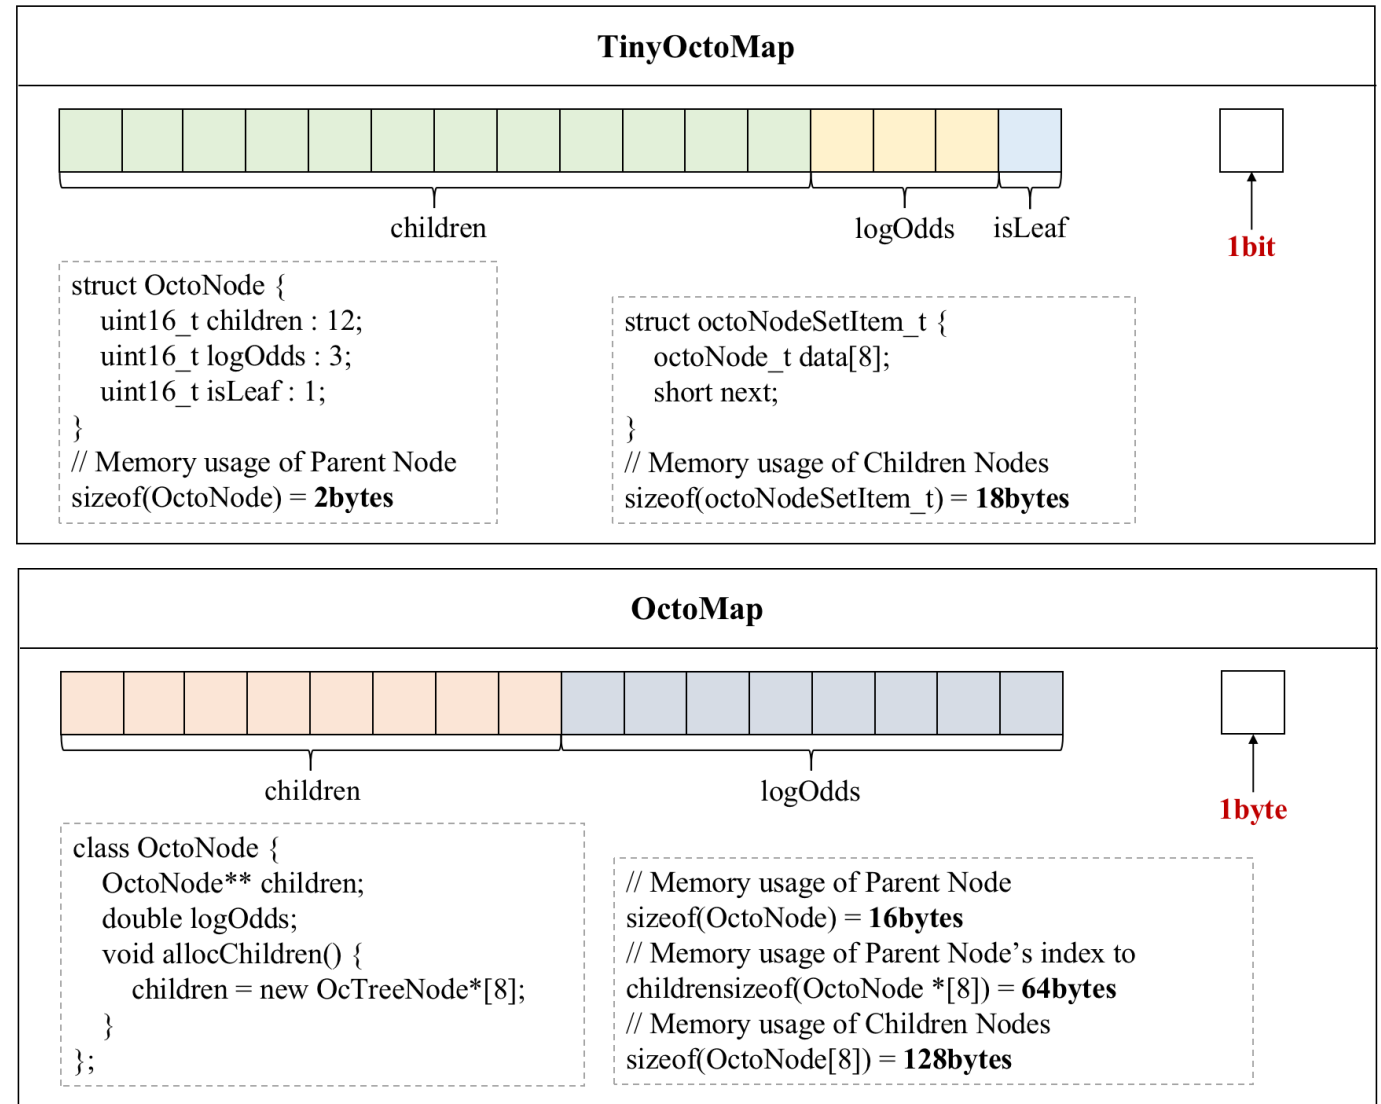 TinyOctoMap
children
logOdds
isLeaf
1bit
struct OctoNode {
uint16_t children : 12;
uint16_t logOdds : 3;
uint16_t isLeaf : 1;
}
// Memory usage of Parent Node
sizeof(OctoNode) = 2bytes
struct octoNodeSetItem_t {
octoNode_t data[8];
short next;
}
// Memory usage of Children Nodes
sizeof(octoNodeSetItem_t) = 18bytes
OctoMap
children
logOdds
1byte
class OctoNode {
OctoNode** children;
double logOdds;
void allocChildren() {
children = new OcTreeNode*[8];
}
};
// Memory usage of Parent Node
sizeof(OctoNode) = 16bytes
// Memory usage of Parent Node’s index to
childrensizeof(OctoNode *[8]) = 64bytes
// Memory usage of Children Nodes
sizeof(OctoNode[8]) = 128bytes